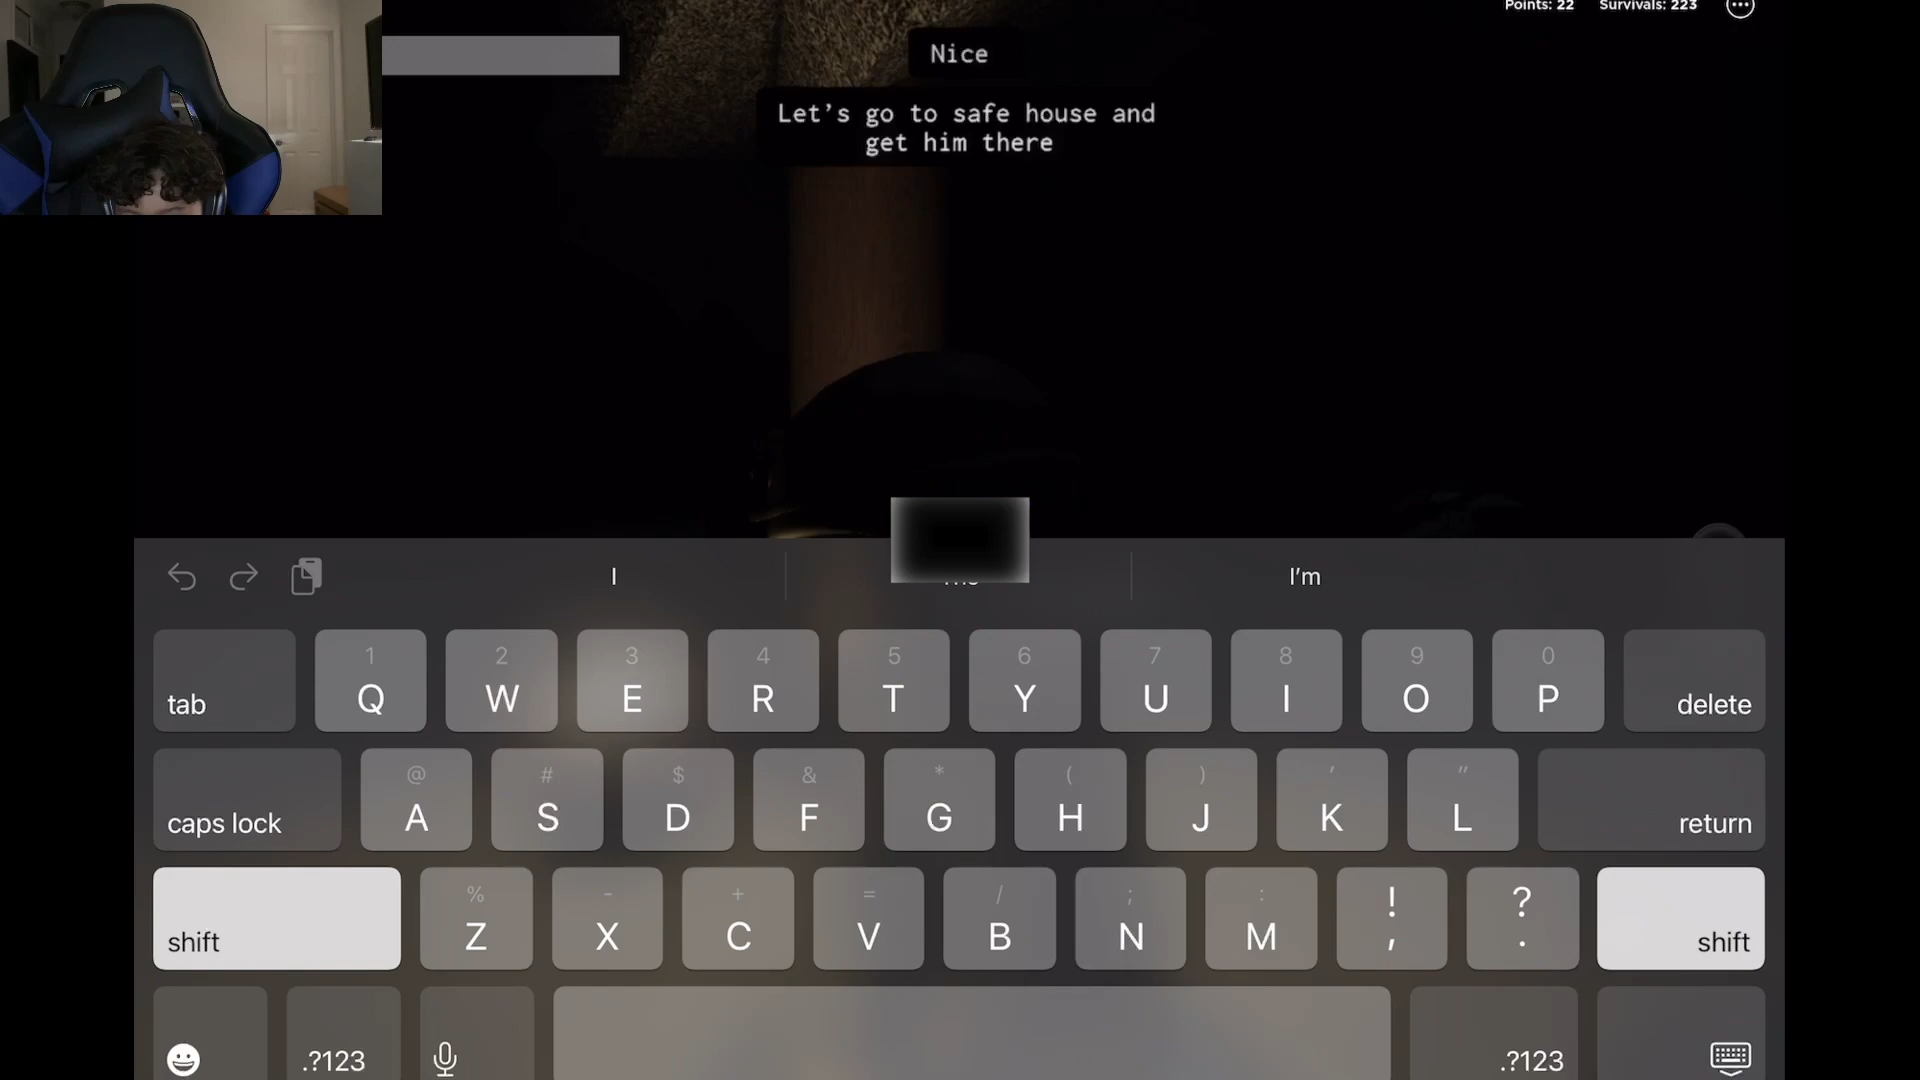 Points: 22 Survivals: 223
Nice
Let's go to safe house and
get him there
I I'm
1 2 3 4 5 6 7 8 9 0
tab Q W E R T Y U I O P delete
@ # $ & * ( ) ' "
caps lock A S D F G H J K L return
% - + = / ; : ! ?
shift Z X C V B N M , . shift
.?123 .?123